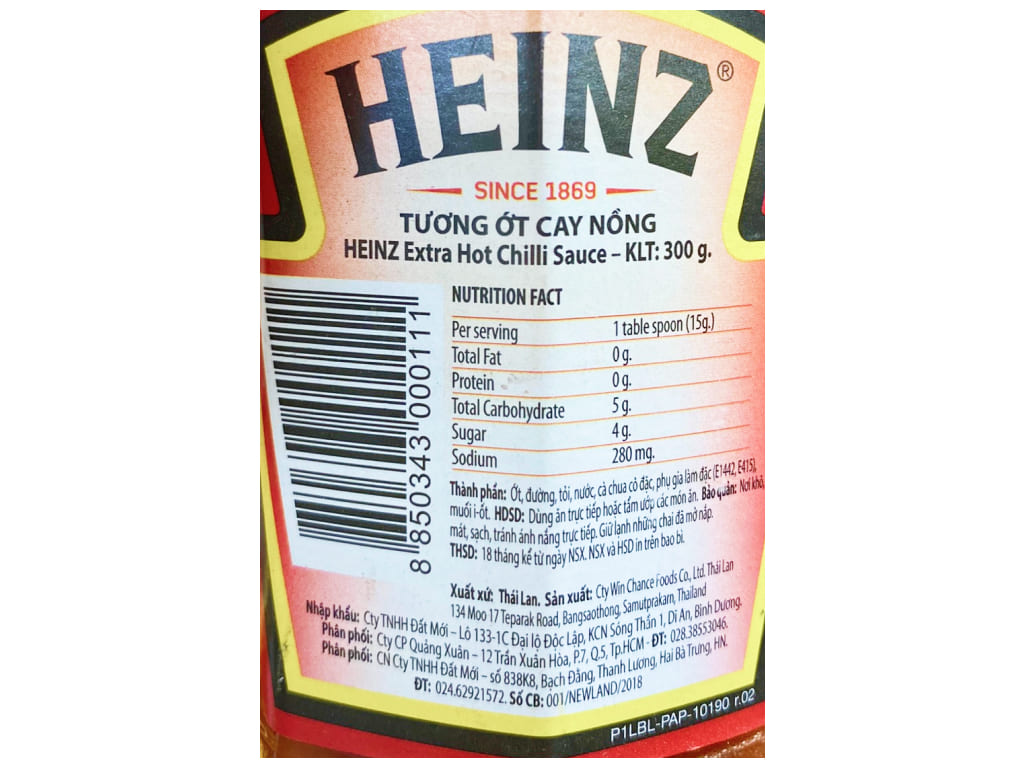 HEINZ®
SINCE 1869
TƯƠNG ỚT CAY NỒNG
HEINZ Extra Hot Chilli Sauce – KLT: 300 g.
8 850343 000111
NUTRITION FACT
Per serving 1 table spoon (15g.)
Total Fat 0 g.
Protein 0 g.
Total Carbohydrate 5 g.
Sugar 4 g.
Sodium 280 mg.
Thành phần: Ớt, đường, tỏi, nước, cà chua cô đặc, phụ gia làm đặc (E1442, E415),
muối i-ốt. HDSD: Dùng ăn trực tiếp hoặc tẩm ướp các món ăn. Bảo quản: Nơi khô,
mát, sạch, tránh ánh nắng trực tiếp. Giữ lạnh những chai đã mở nắp.
THSD: 18 tháng kể từ ngày NSX. NSX và HSD in trên bao bì.
Xuất xứ: Thái Lan. Sản xuất: Cty Win Chance Foods Co., Ltd. Thái Lan
134 Moo 17 Teparak Road, Bangsaothong, Samutprakarn, Thailand
Nhập khẩu: Cty TNHH Đất Mới – Lô 133-1C Đại lộ Độc Lập, KCN Sóng Thần 1, Dĩ An, Bình Dương.
Phân phối: Cty CP Quảng Xuân – 12 Trần Xuân Hòa, P.7, Q.5, Tp.HCM - ĐT: 028.38553046.
Phân phối: CN Cty TNHH Đất Mới – số 838K8, Bạch Đằng, Thanh Lương, Hai Bà Trưng, HN.
ĐT: 024.62921572. Số CB: 001/NEWLAND/2018
P1LBL-PAP-10190 r.02